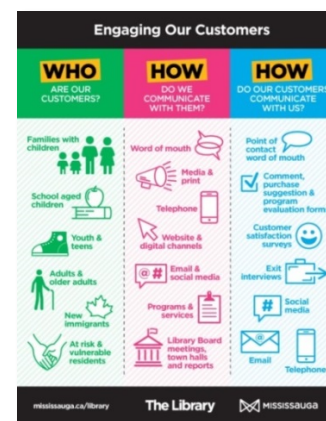 Engaging Our Customers
WHO
ARE OUR
CUSTOMERS?
HOW
DO WE
COMMUNICATE
WITH THEM?
HOW
DO OUR CUSTOMERS
COMMUNICATE
WITH US?
Families with
children
School aged
children
Youth &
teens
Adults &
older adults
New
immigrants
At risk &
vulnerable
residents
Word of mouth
Media &
print
Telephone
Website &
digital channels
@ #
Email &
social media
Programs &
services
Library Board
meetings,
town halls
and reports
Point of
contact
word of mouth
Comment,
purchase
suggestion &
program
evaluation form
Customer
satisfaction
surveys
Exit
interviews
#
Social
media
Email
Telephone
mississauga.ca/library
The Library
MISSISSAUGA